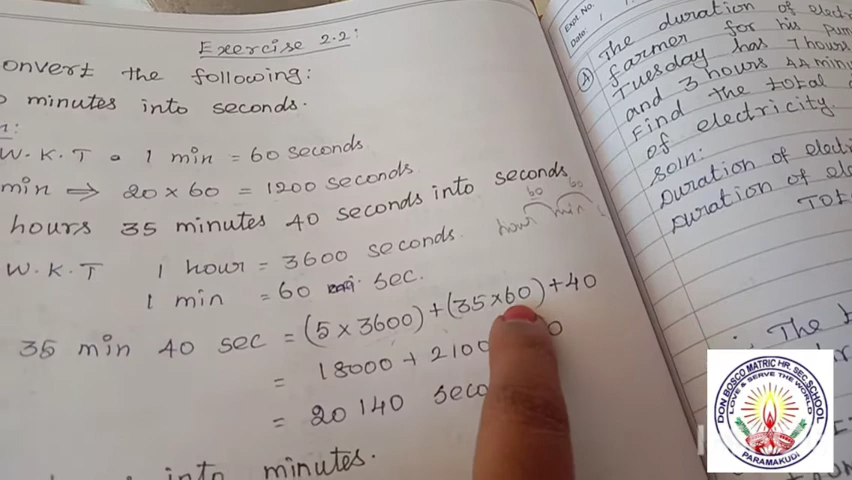 Exercise 2.2:
onvert the following:
minutes into seconds.
W.K.T 1 min = 60 seconds
min ⇒ 20 × 60 = 1200 seconds.
hours 35 minutes 40 seconds into seconds
60 60
hour min
W.K.T 1 hour = 3600 seconds.
1 min = 60 sec.
35 min 40 sec = (5 × 3600) + (35 × 60) + 40
= 18000 + 2100
= 20140 seco
into minutes.
Expt. No.
Date:
A The duration of electri
farmer for his pum
Tuesday has 7 hours
and 3 hours 44 minu
Find the total
of electricity.
Soln:
Duration of electri
Duration of ele
Tot
The
DON BOSCO MATRIC HR. SEC SCHOOL
LOVE & SERVE THE WORLD
PARAMAKUDI